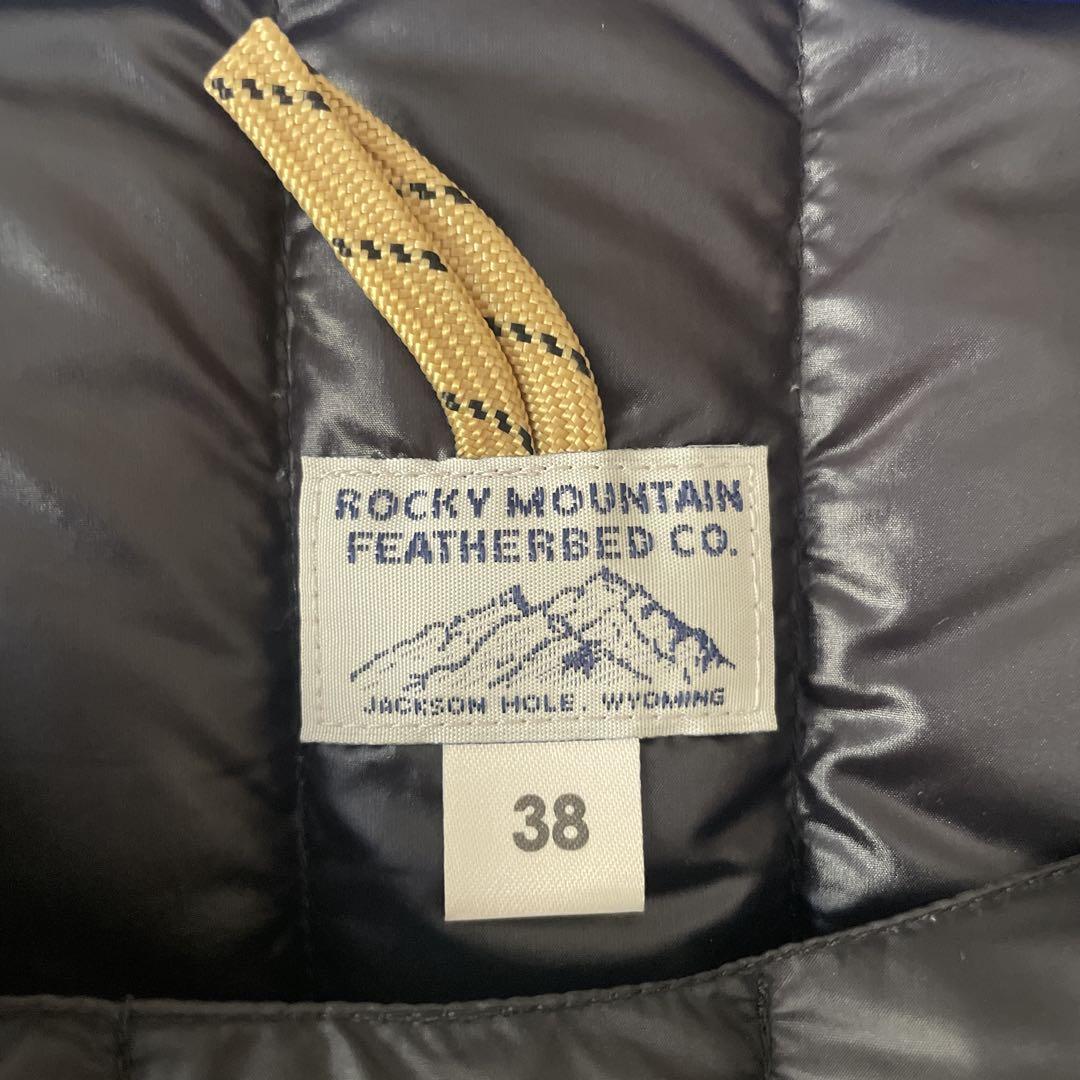 ROCKY MOUNTAIN
FEATHERBED CO.
JACKSON HOLE, WYOMING
38